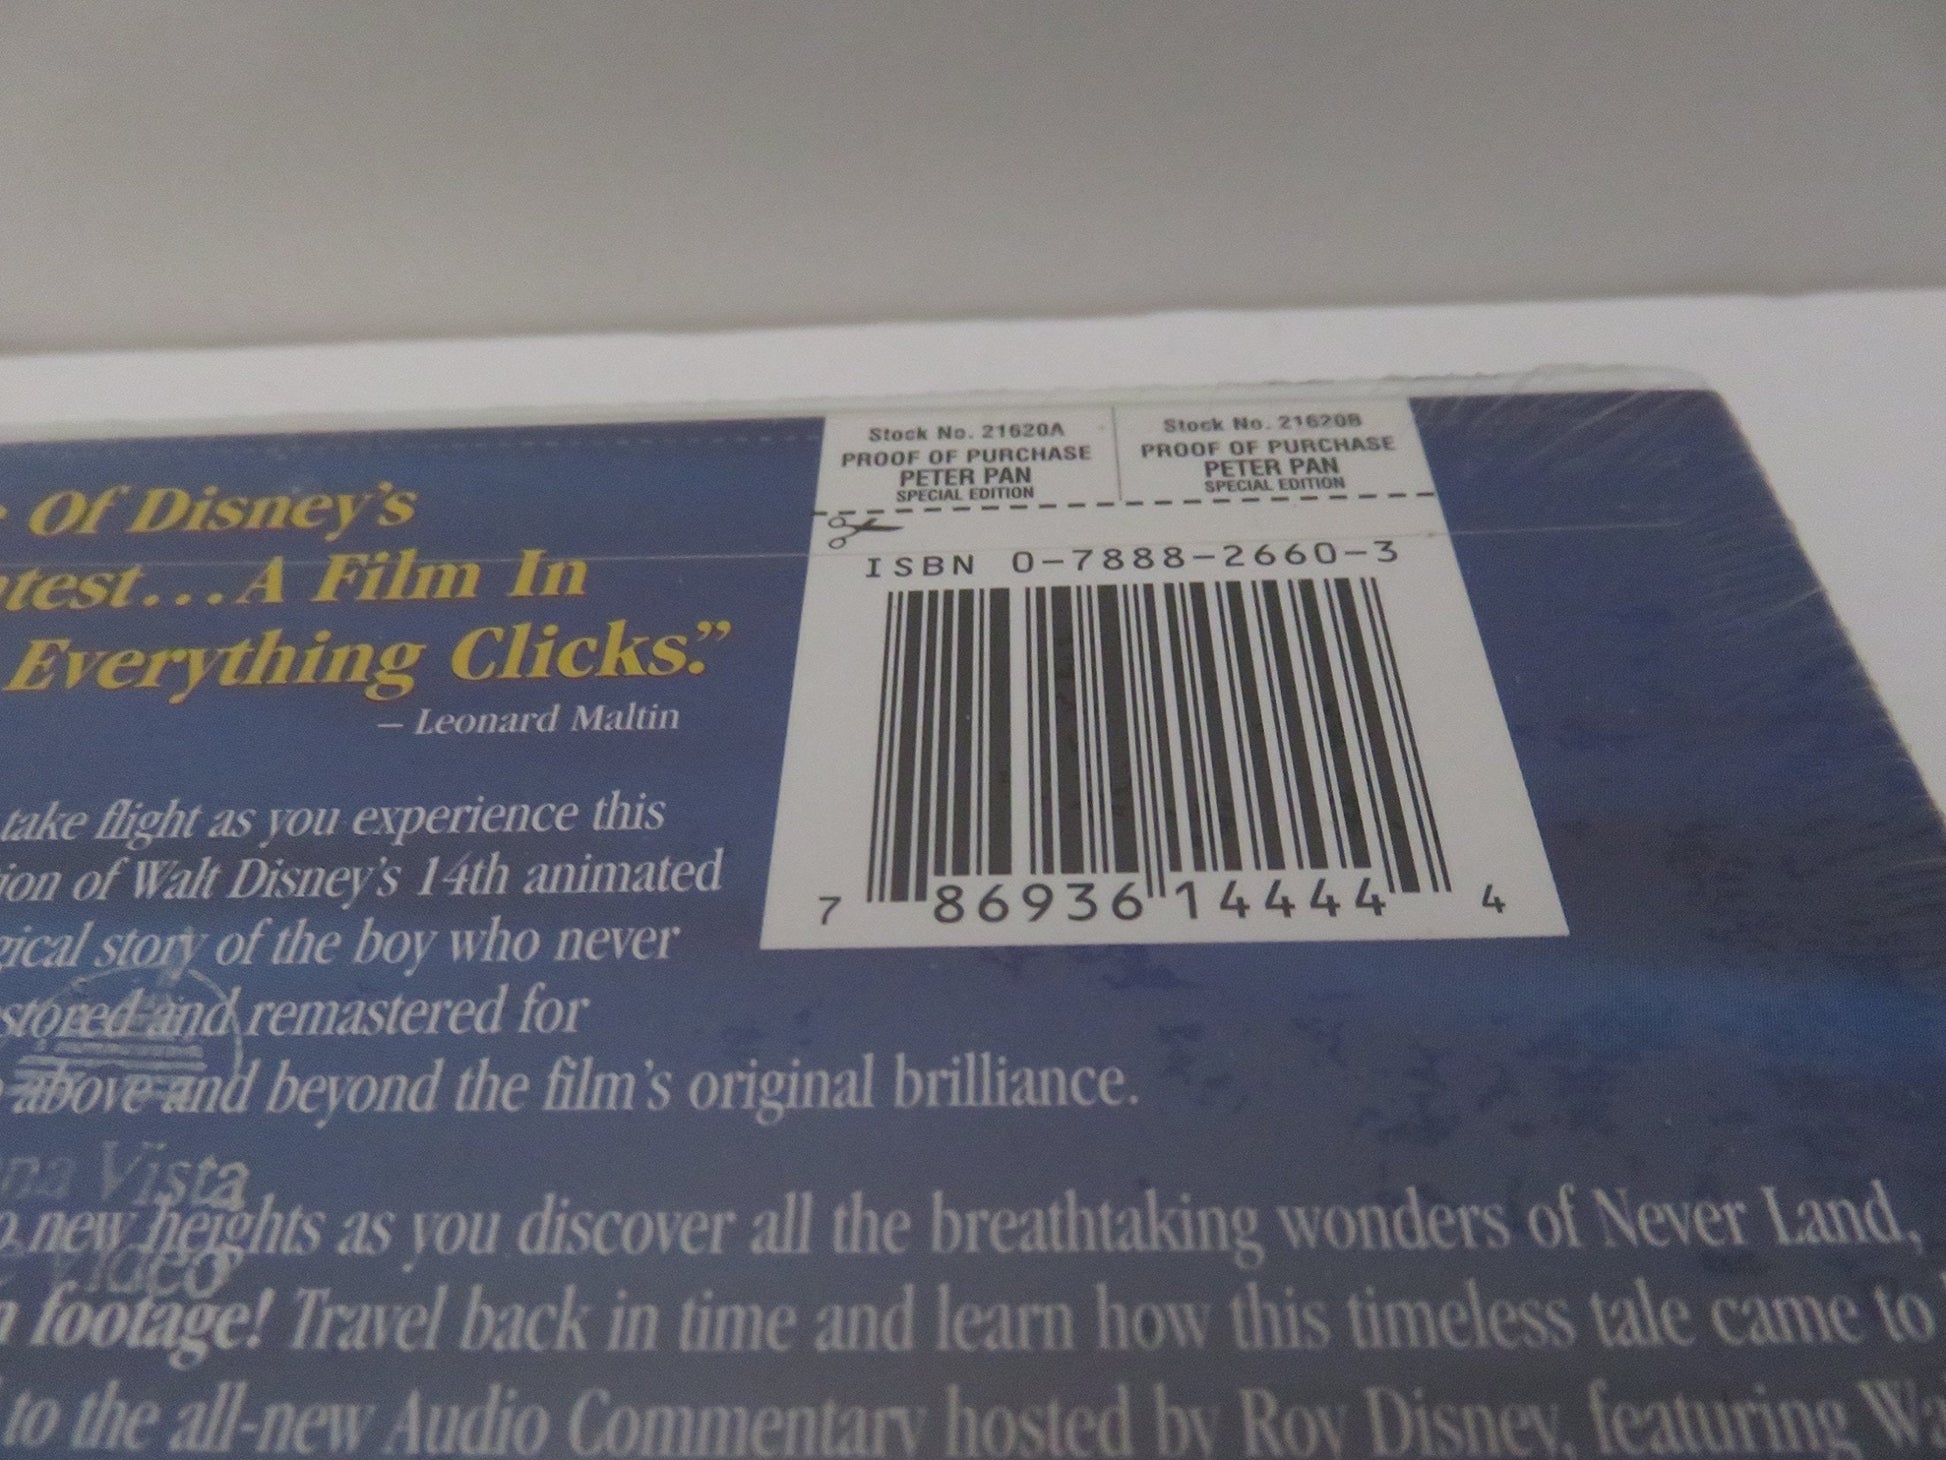 Stock No. 21620A
PROOF OF PURCHASE
PETER PAN
SPECIAL EDITION
Stock No. 21620B
PROOF OF PURCHASE
PETER PAN
SPECIAL EDITION
ISBN 0-7888-2660-3
7 86936 14444 4
Of Disney's
...A Film In
Everything Clicks."
– Leonard Maltin
take flight as you experience this
of Walt Disney's 14th animated
story of the boy who never
and remastered for
above and beyond the film's original brilliance.
Vista
new heights as you discover all the breathtaking wonders of Never Land,
Video
footage! Travel back in time and learn how this timeless tale came to
to the all-new Audio Commentary hosted by Roy Disney, featuring